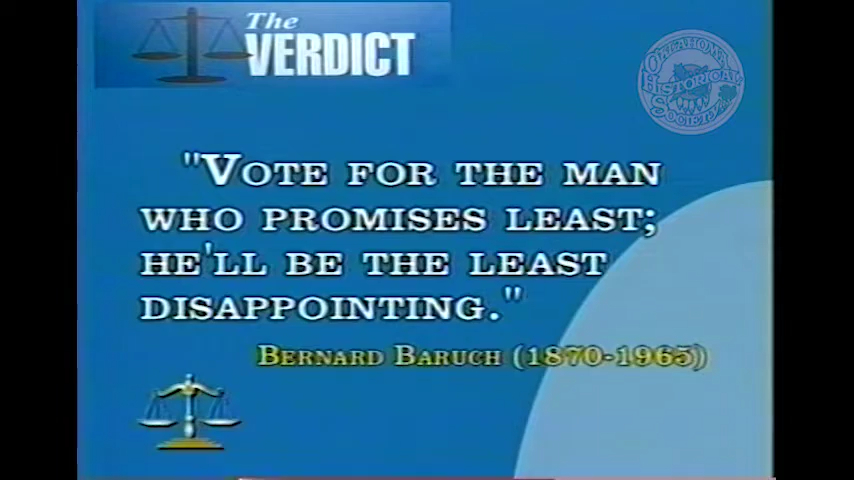 The
VERDICT
OKLAHOMA
HISTORICAL
SOCIETY
"VOTE FOR THE MAN
WHO PROMISES LEAST;
HE'LL BE THE LEAST
DISAPPOINTING."
BERNARD BARUCH (1870-1965)